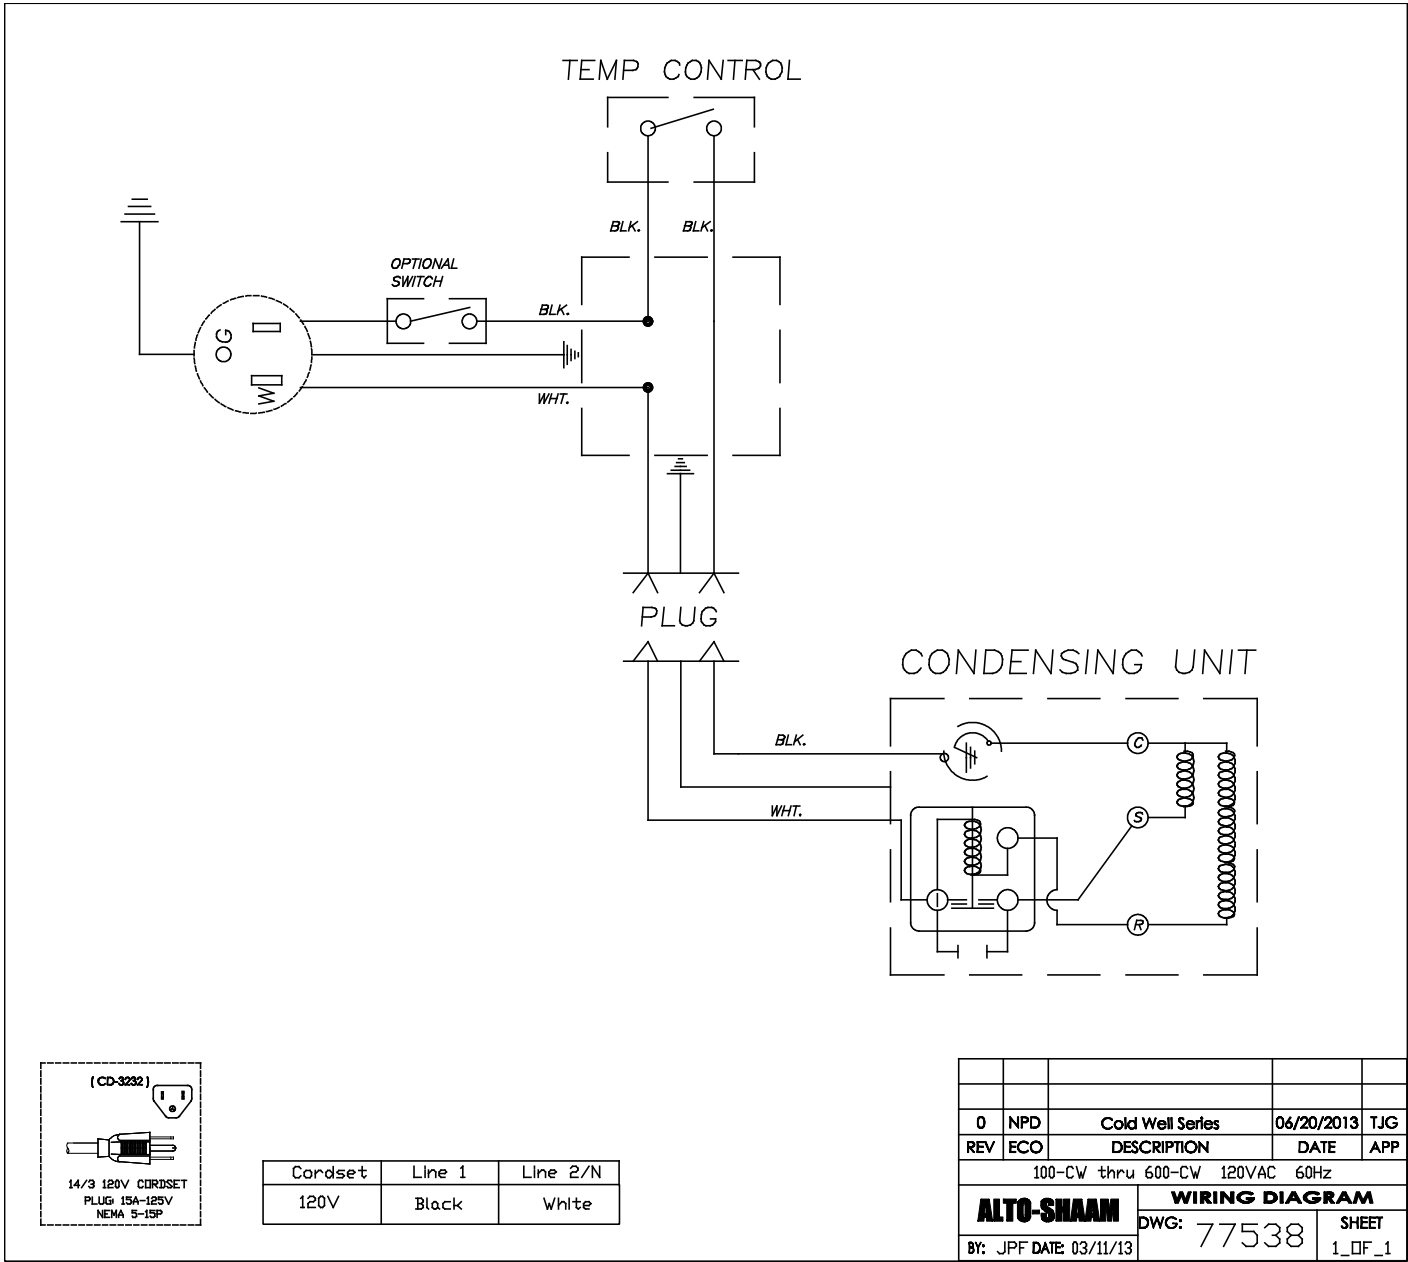 TEMP CONTROL
BLK. BLK.
OPTIONAL
SWITCH
BLK.
G
W
WHT.
PLUG
CONDENSING UNIT
BLK.
C
WHT.
S
R
( CD-3232 )
14/3 120V CORDSET
PLUG: 15A-125V
NEMA 5-15P
Cordset Line 1 Line 2/N
120V Black White
0 NPD Cold Well Series 06/20/2013 TJG
REV ECO DESCRIPTION DATE APP
100-CW thru 600-CW 120VAC 60Hz
ALTO-SHAAM
WIRING DIAGRAM
DWG: 77538
SHEET
1_OF_1
BY: JPF DATE: 03/11/13